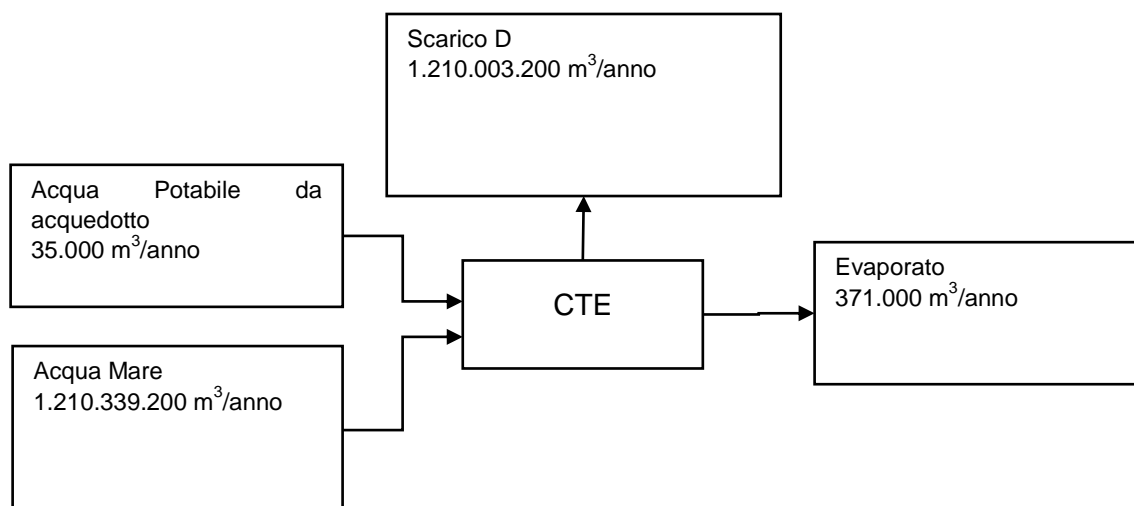 Scarico D
1.210.003.200 m³/anno
Acqua Potabile da
acquedotto
35.000 m³/anno
CTE
Evaporato
371.000 m³/anno
Acqua Mare
1.210.339.200 m³/anno